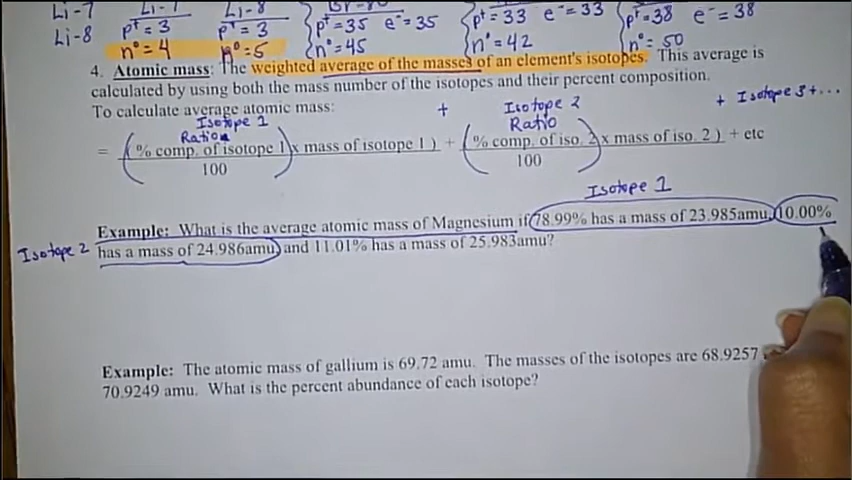 Li-7 Li-7 Li-8
Li-8 p⁺ = 3 p⁺ = 3 p⁺ = 35 e⁻ = 35 p⁺ = 33 e⁻ = 33 p⁺ = 38 e⁻ = 38
n° = 4 n° = 5 n° = 45 n° = 42 n° = 50
4. Atomic mass: The weighted average of the masses of an element's isotopes. This average is
calculated by using both the mass number of the isotopes and their percent composition.
To calculate average atomic mass:
Isotope 1 + Isotope 2 + Isotope 3 + ...
Ratio Ratio
= ( % comp. of isotope 1 x mass of isotope 1 ) + ( % comp. of iso. 2 x mass of iso. 2 ) + etc
100 100
Isotope 1
Example: What is the average atomic mass of Magnesium if 78.99% has a mass of 23.985amu, 10.00%
Isotope 2 has a mass of 24.986amu, and 11.01% has a mass of 25.983amu?
Example: The atomic mass of gallium is 69.72 amu. The masses of the isotopes are 68.9257
70.9249 amu. What is the percent abundance of each isotope?